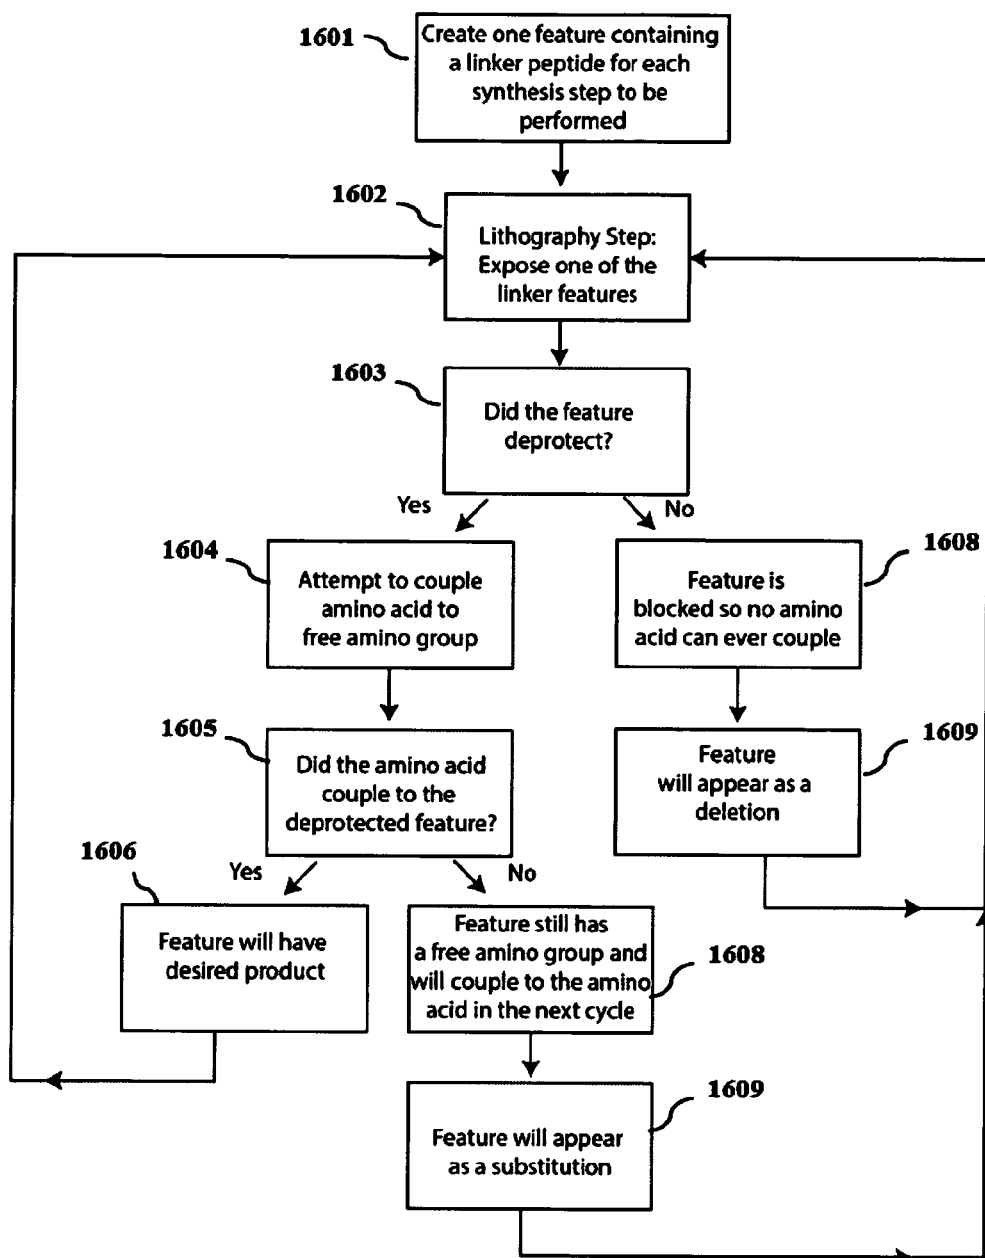 1601
Create one feature containing
a linker peptide for each
synthesis step to be
performed
1602
Lithography Step:
Expose one of the
linker features
1603
Did the feature
deprotect?
Yes
No
1604
Attempt to couple
amino acid to
free amino group
1608
Feature is
blocked so no amino
acid can ever couple
1605
Did the amino acid
couple to the
deprotected feature?
1609
Feature
will appear as a
deletion
Yes
No
1606
Feature will have
desired product
Feature still has
a free amino group and
will couple to the amino
acid in the next cycle
1608
1609
Feature will appear
as a substitution